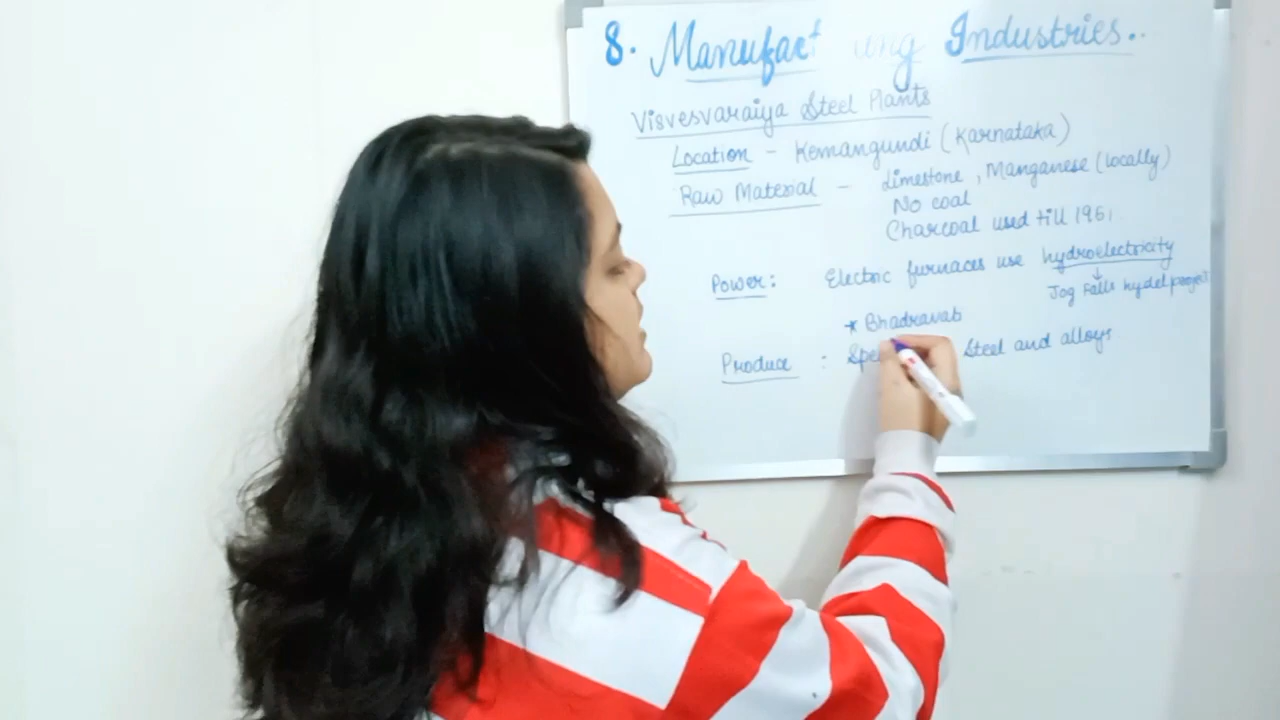 8. Manufact ing Industries..
Visvesvaraiya Steel Plants
Location - Kemangundi (Karnataka)
Raw Material - Limestone, Manganese (locally)
No coal
Charcoal used till 1951.
Power: Electric furnaces use hydroelectricity
↓
Jog Falls hydel project
* Bhadravab
Produce : Spe Steel and alloys